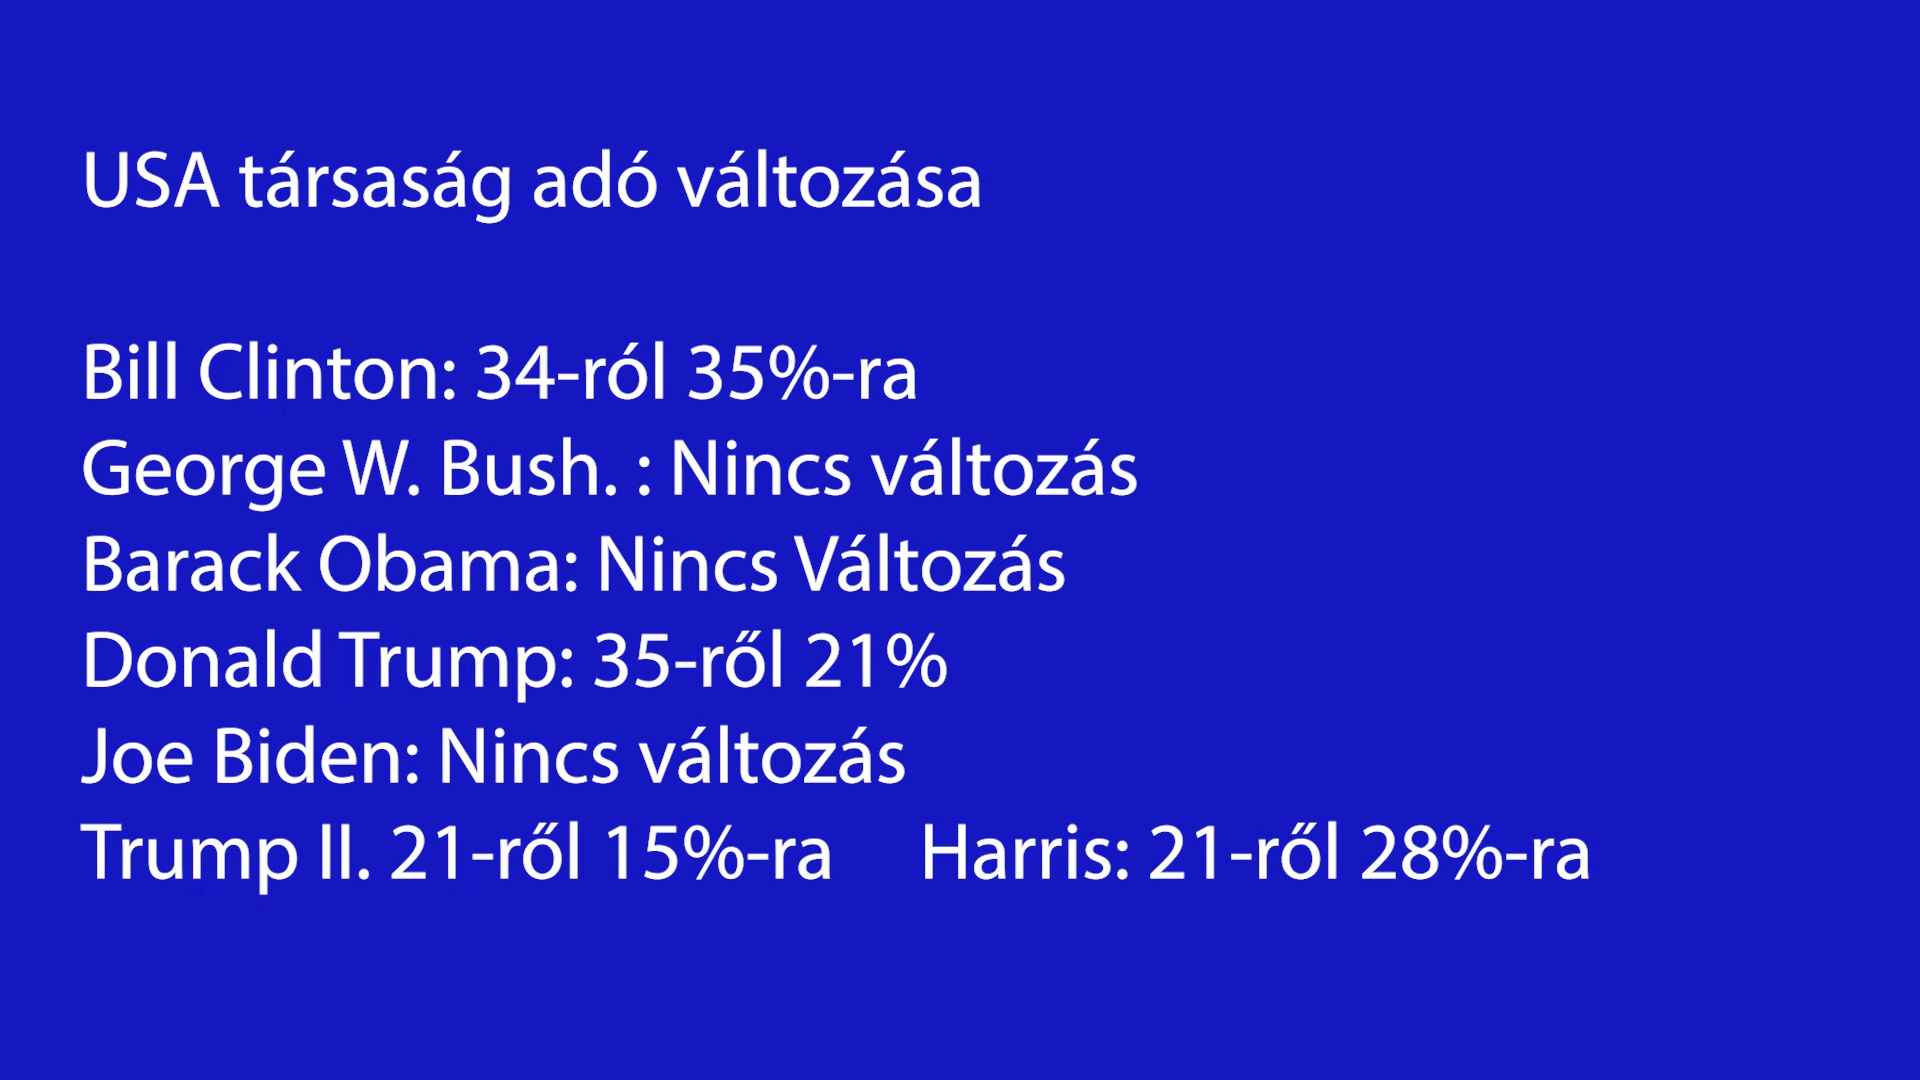 USA társaság adó változása
Bill Clinton: 34-ról 35%-ra
George W. Bush. : Nincs változás
Barack Obama: Nincs Változás
Donald Trump: 35-ről 21%
Joe Biden: Nincs változás
Trump II. 21-ről 15%-ra Harris: 21-ről 28%-ra